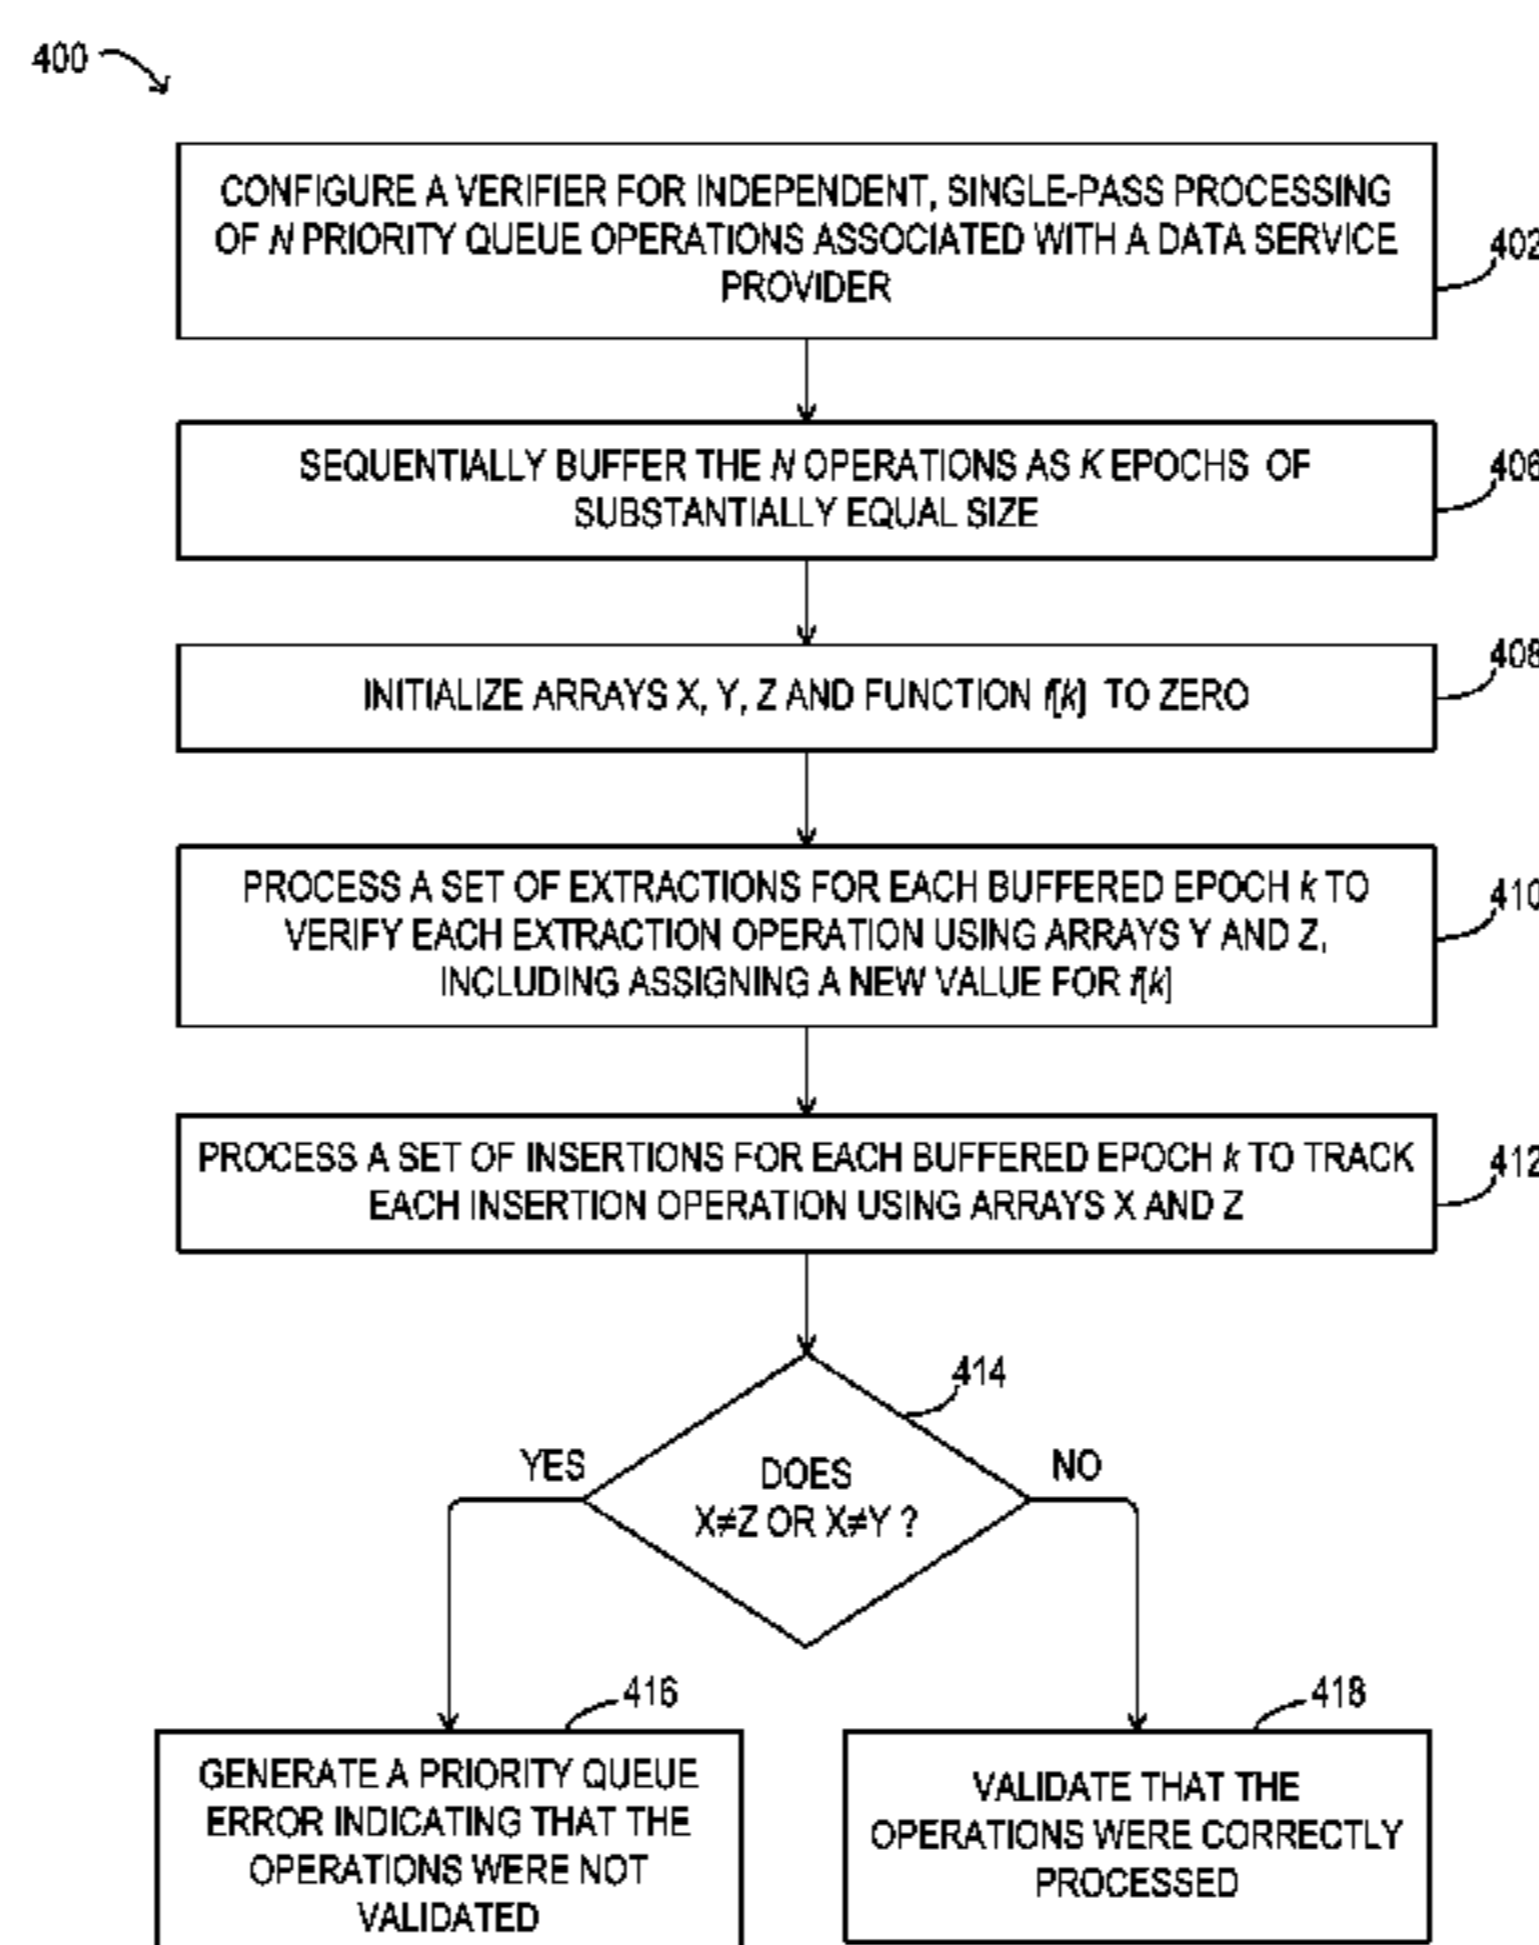 400
CONFIGURE A VERIFIER FOR INDEPENDENT, SINGLE-PASS PROCESSING
OF N PRIORITY QUEUE OPERATIONS ASSOCIATED WITH A DATA SERVICE
PROVIDER
402
SEQUENTIALLY BUFFER THE N OPERATIONS AS K EPOCHS OF
SUBSTANTIALLY EQUAL SIZE
406
INITIALIZE ARRAYS X, Y, Z AND FUNCTION f[k] TO ZERO
408
PROCESS A SET OF EXTRACTIONS FOR EACH BUFFERED EPOCH k TO
VERIFY EACH EXTRACTION OPERATION USING ARRAYS Y AND Z,
INCLUDING ASSIGNING A NEW VALUE FOR f[k]
410
PROCESS A SET OF INSERTIONS FOR EACH BUFFERED EPOCH k TO TRACK
EACH INSERTION OPERATION USING ARRAYS X AND Z
412
414
YES
DOES
X≠Z OR X≠Y ?
NO
416
GENERATE A PRIORITY QUEUE
ERROR INDICATING THAT THE
OPERATIONS WERE NOT
VALIDATED
418
VALIDATE THAT THE
OPERATIONS WERE CORRECTLY
PROCESSED